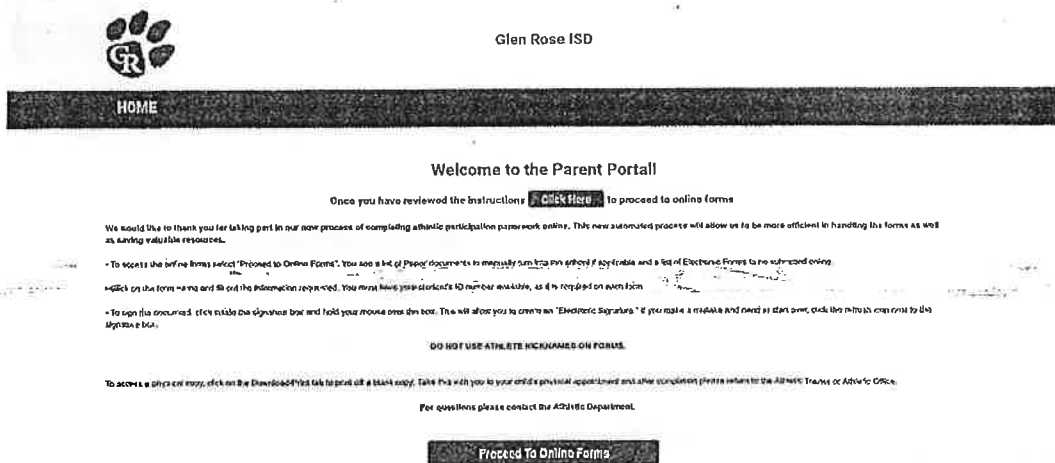 GR
Glen Rose ISD
HOME
Welcome to the Parent Portal!
Once you have reviewed the instructions Click Here to proceed to online forms
We would like to thank you for taking part in our new process of completing athletic participation paperwork online. This new automated process will allow us to be more efficient in handling the forms as well
as saving valuable resources.
• To access the online forms select "Proceed to Online Forms". You see a list of Paper documents to manually turn into the school if applicable and a list of Electronic Forms to be submitted online
•Click on the form name and fill out the information requested. You must have your student's ID number available, as it is required on each form
• To sign the document, click inside the signature box and hold your mouse over the box. This will allow you to create an "Electronic Signature." If you make a mistake and need to start over, click the refresh icon next to the
signature box.
DO NOT USE ATHLETE NICKNAMES ON FORMS.
To access a physical copy, click on the Download/Print tab to print off a blank copy. Take this with you to your child's physical appointment and after completion please return to the Athletic Trainer or Athletic Office.
For questions please contact the Athletic Department.
Proceed To Online Forms